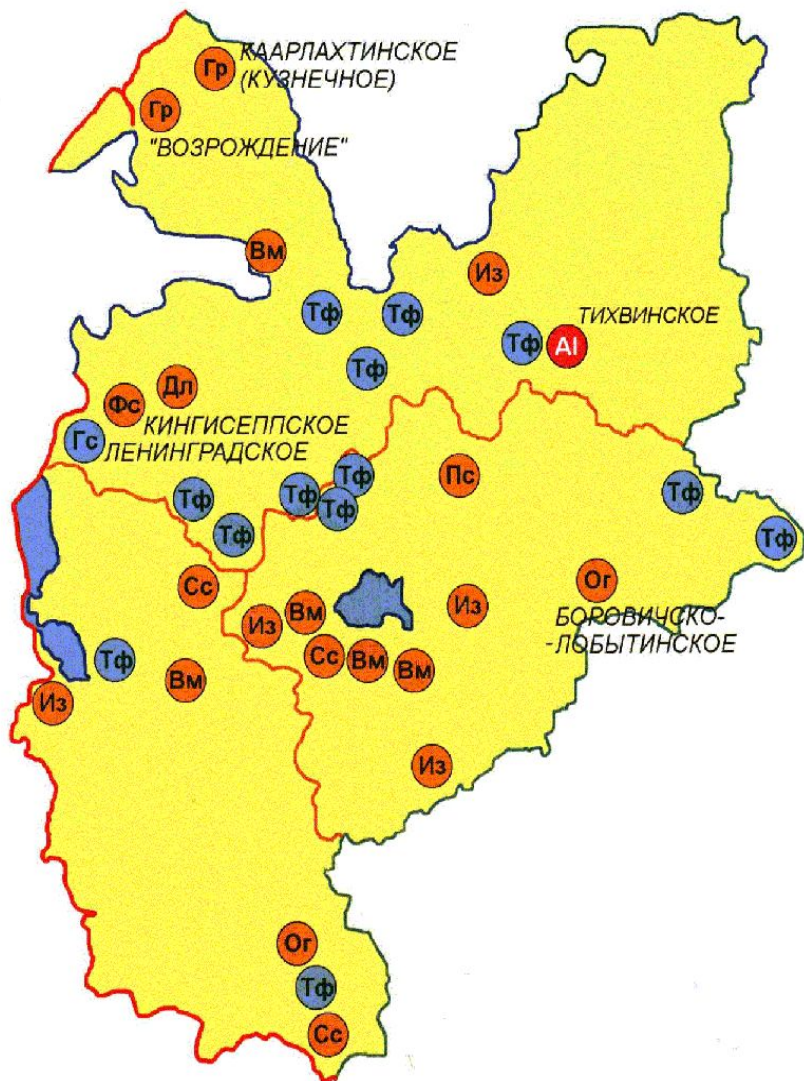 Гр
КААРЛАХТИНСКОЕ
(КУЗНЕЧНОЕ)
Гр
"ВОЗРОЖДЕНИЕ"
Вм
Из
Тф
Тф
ТИХВИНСКОЕ
Тф
Al
Тф
Дл
Фс
КИНГИСЕППСКОЕ
Гс
ЛЕНИНГРАДСКОЕ
Тф
Пс
Тф
Тф
Тф
Тф
Тф
Тф
Сс
Ог
Из
Вм
Из
БОРОВИЧСКО-
-ЛОБЫТИНСКОЕ
Сс
Вм
Вм
Тф
Вм
Из
Из
Ог
Тф
Сс